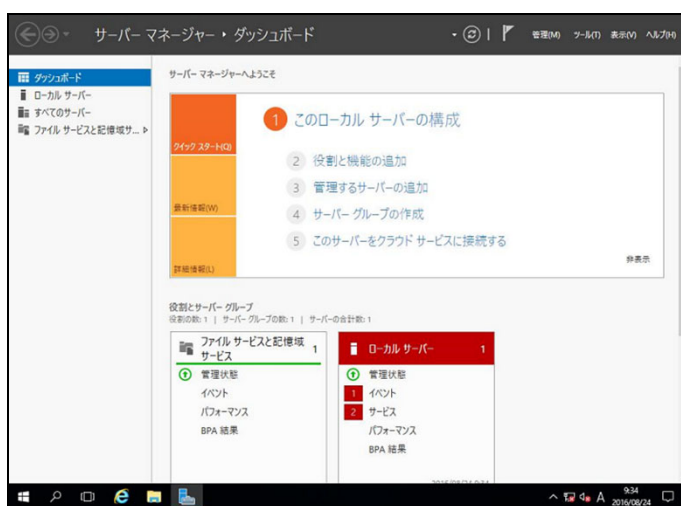 サーバー マネージャー・ダッシュボード
管理(M) ツール(T) 表示(V) ヘルプ(H)
ダッシュボード
ローカル サーバー
すべてのサーバー
ファイル サービスと記憶域サ...
サーバー マネージャーへようこそ
クイック スタート(Q)
最新情報(W)
詳細情報(L)
1 このローカル サーバーの構成
2 役割と機能の追加
3 管理するサーバーの追加
4 サーバー グループの作成
5 このサーバーをクラウド サービスに接続する
非表示
役割とサーバー グループ
役割の数: 1 | サーバー グループの数: 1 | サーバーの合計数: 1
ファイル サービスと記憶域
サービス
1
管理状態
イベント
パフォーマンス
BPA 結果
ローカル サーバー 1
管理状態
1 イベント
2 サービス
パフォーマンス
BPA 結果
2016/08/24 9:34
A
9:34
2016/08/24